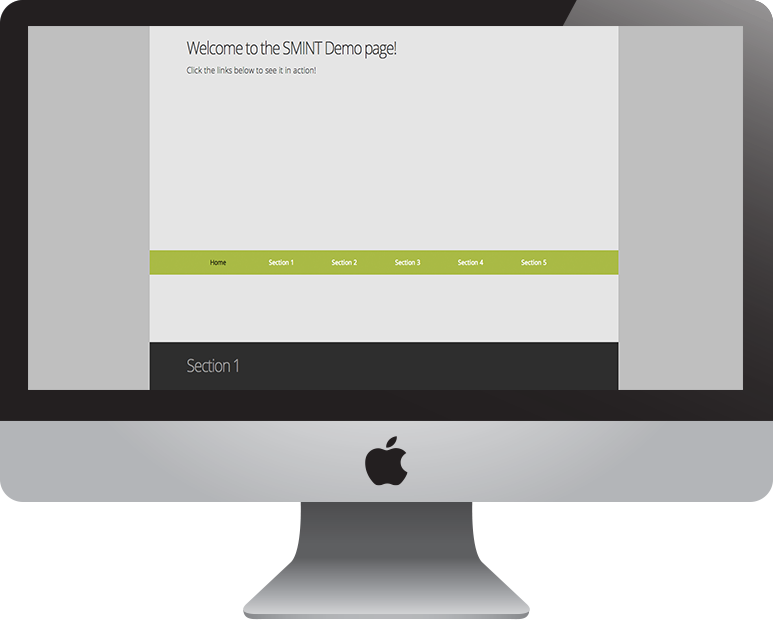 Welcome to the SMINT Demo page!
Click the links below to see it in action!
Home Section 1 Section 2 Section 3 Section 4 Section 5
Section 1